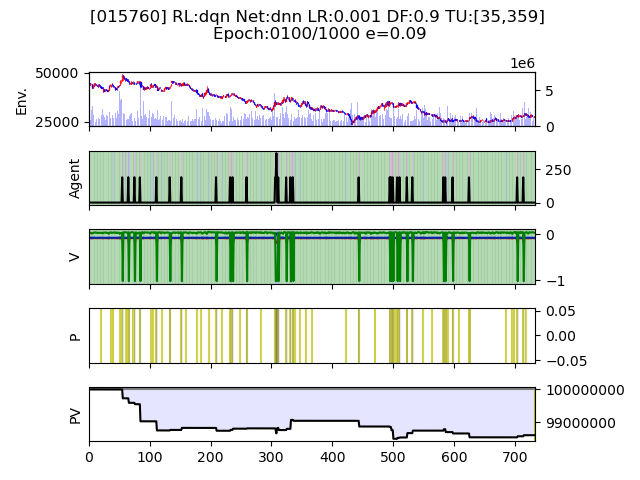 [015760] RL:dqn Net:dnn LR:0.001 DF:0.9 TU:[35,359]
Epoch:0100/1000 e=0.09
1e6
Env.
50000
25000
5
0
Agent
250
0
V
0
−1
P
0.05
0.00
−0.05
PV
100000000
99000000
0 100 200 300 400 500 600 700